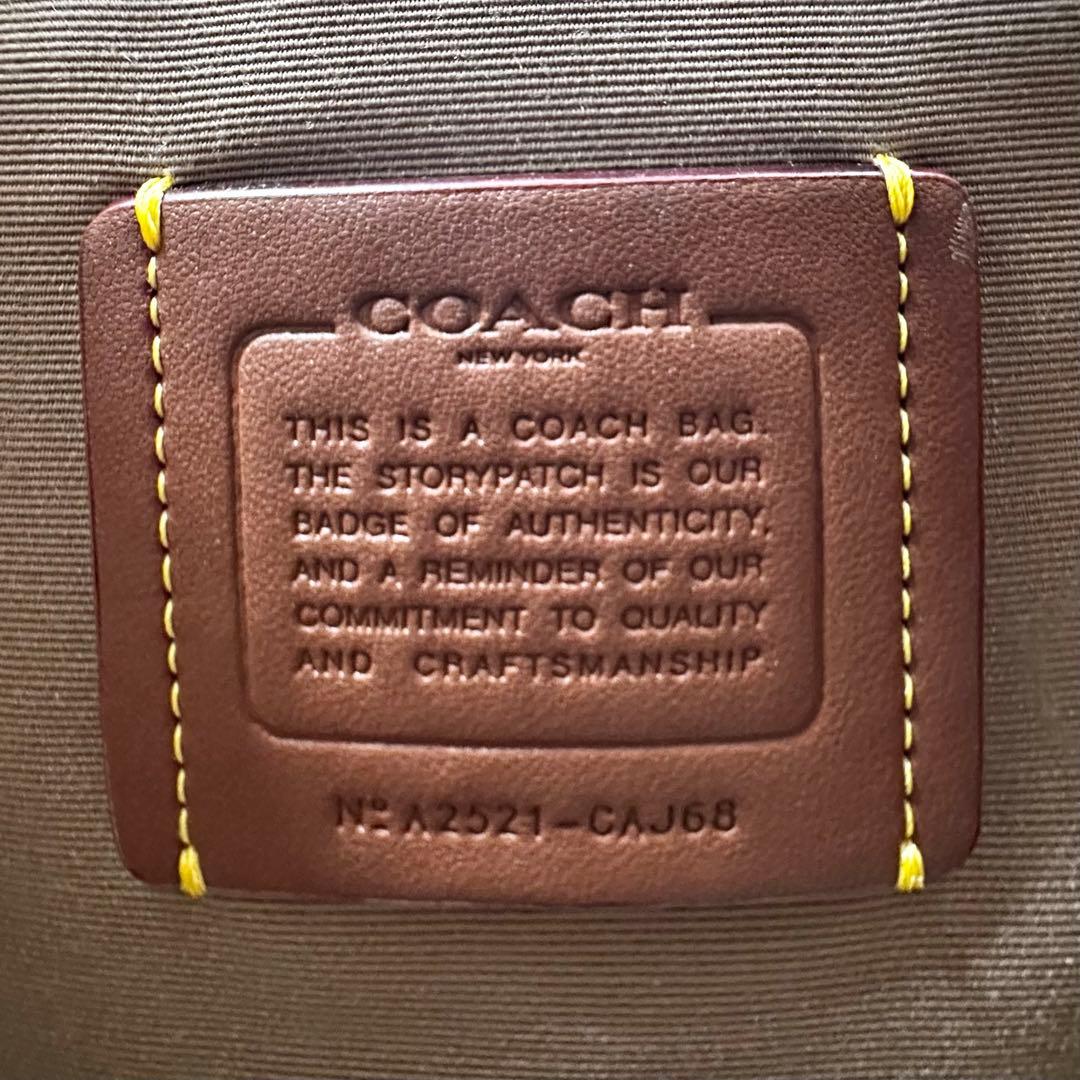 COACH
NEW YORK
THIS IS A COACH BAG.
THE STORYPATCH IS OUR
BADGE OF AUTHENTICITY,
AND A REMINDER OF OUR
COMMITMENT TO QUALITY
AND CRAFTSMANSHIP
Nº A2521-CAJ68